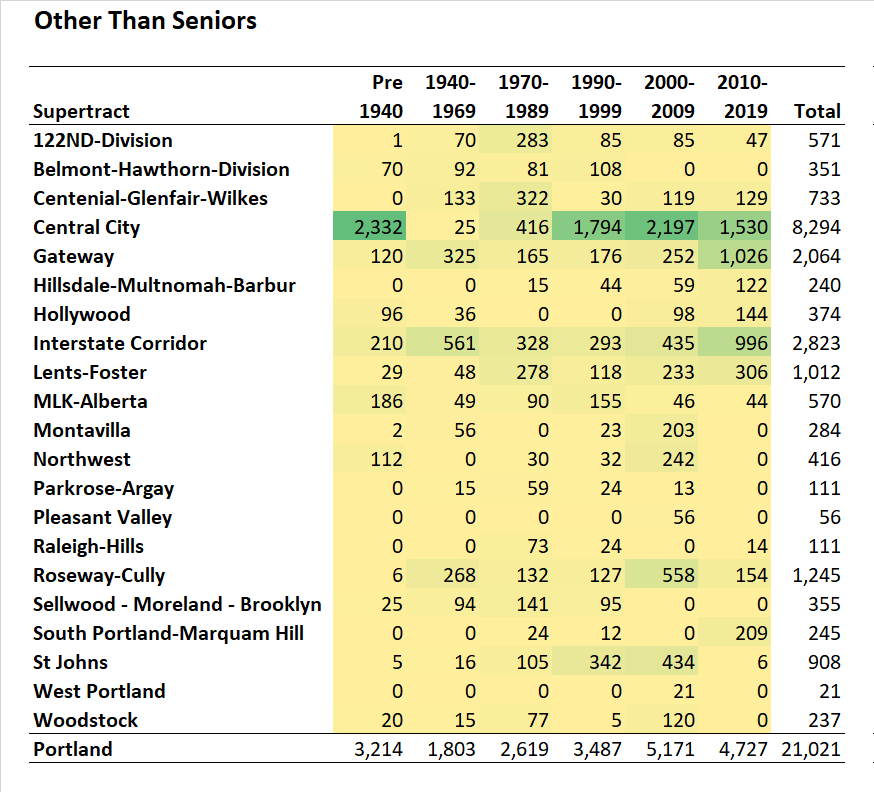 Other Than Seniors
Pre 1940- 1970- 1990- 2000- 2010-
Supertract 1940 1969 1989 1999 2009 2019 Total
122ND-Division 1 70 283 85 85 47 571
Belmont-Hawthorn-Division 70 92 81 108 0 0 351
Centenial-Glenfair-Wilkes 0 133 322 30 119 129 733
Central City 2,332 25 416 1,794 2,197 1,530 8,294
Gateway 120 325 165 176 252 1,026 2,064
Hillsdale-Multnomah-Barbur 0 0 15 44 59 122 240
Hollywood 96 36 0 0 98 144 374
Interstate Corridor 210 561 328 293 435 996 2,823
Lents-Foster 29 48 278 118 233 306 1,012
MLK-Alberta 186 49 90 155 46 44 570
Montavilla 2 56 0 23 203 0 284
Northwest 112 0 30 32 242 0 416
Parkrose-Argay 0 15 59 24 13 0 111
Pleasant Valley 0 0 0 0 56 0 56
Raleigh-Hills 0 0 73 24 0 14 111
Roseway-Cully 6 268 132 127 558 154 1,245
Sellwood - Moreland - Brooklyn 25 94 141 95 0 0 355
South Portland-Marquam Hill 0 0 24 12 0 209 245
St Johns 5 16 105 342 434 6 908
West Portland 0 0 0 0 21 0 21
Woodstock 20 15 77 5 120 0 237
Portland 3,214 1,803 2,619 3,487 5,171 4,727 21,021